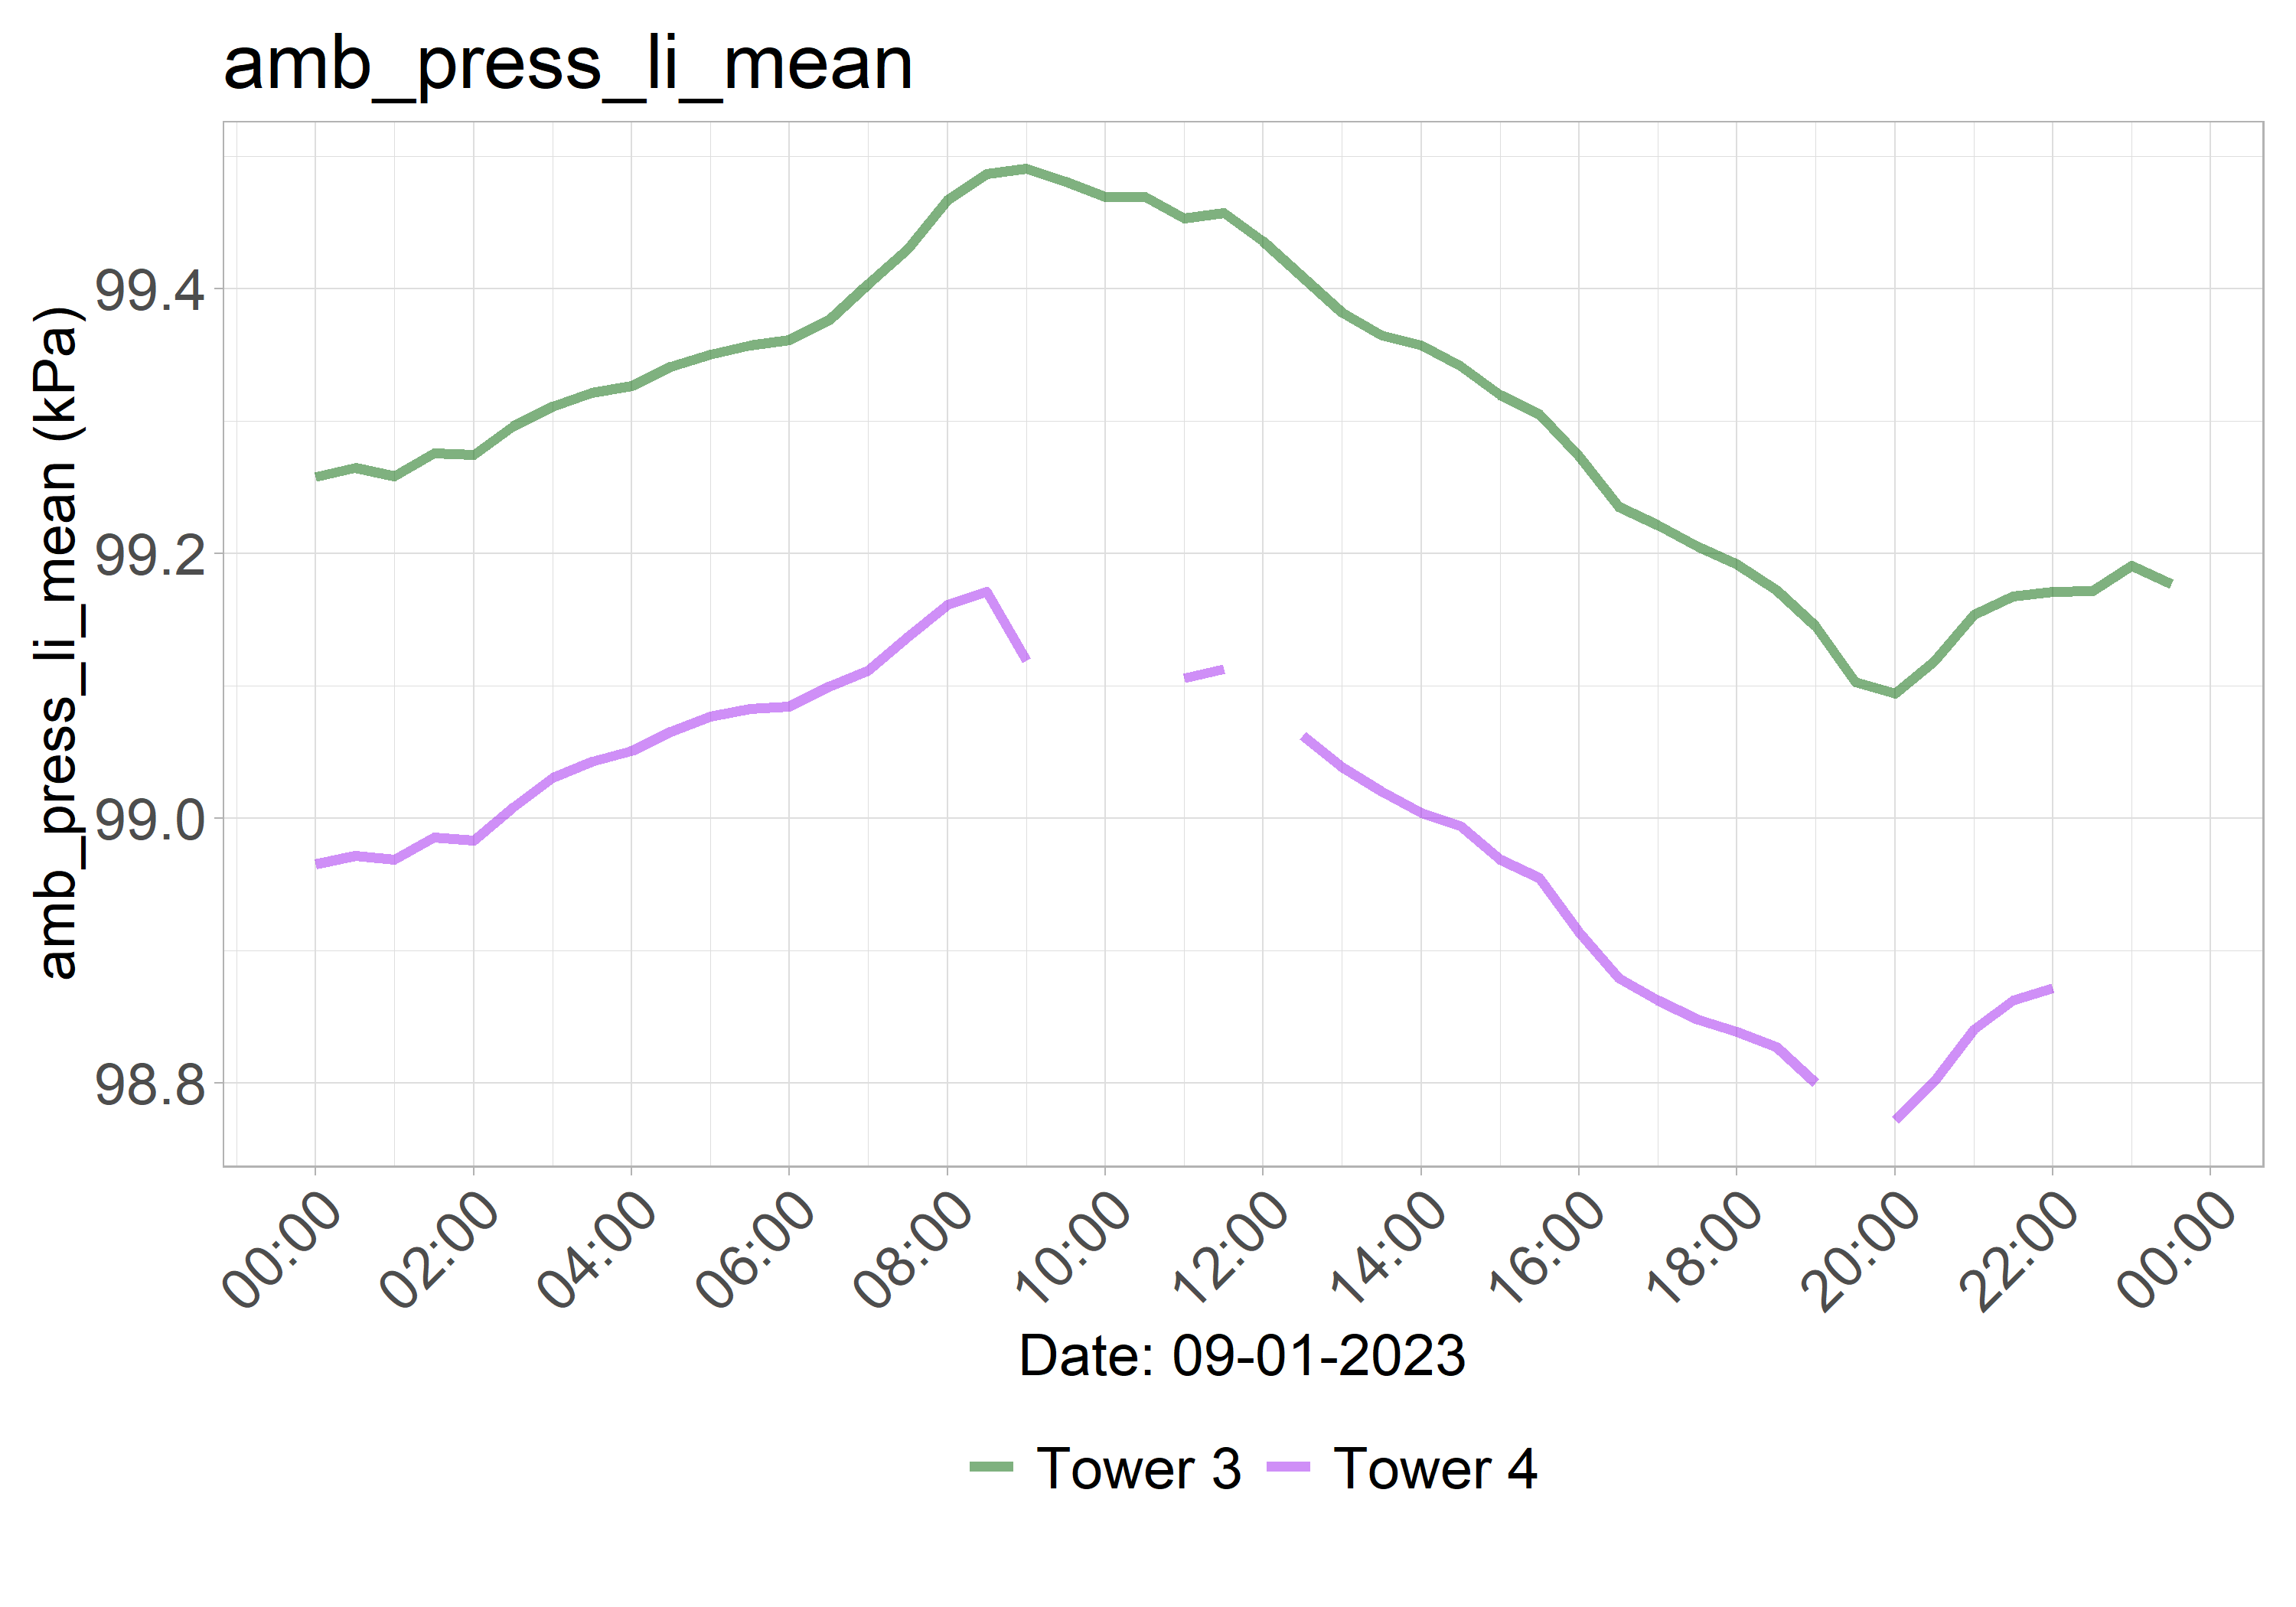 amb_press_li_mean
amb_press_li_mean (kPa)
99.4
99.2
99.0
98.8
00:00 02:00 04:00 06:00 08:00 10:00 12:00 14:00 16:00 18:00 20:00 22:00 00:00
Date: 09-01-2023
Tower 3 Tower 4